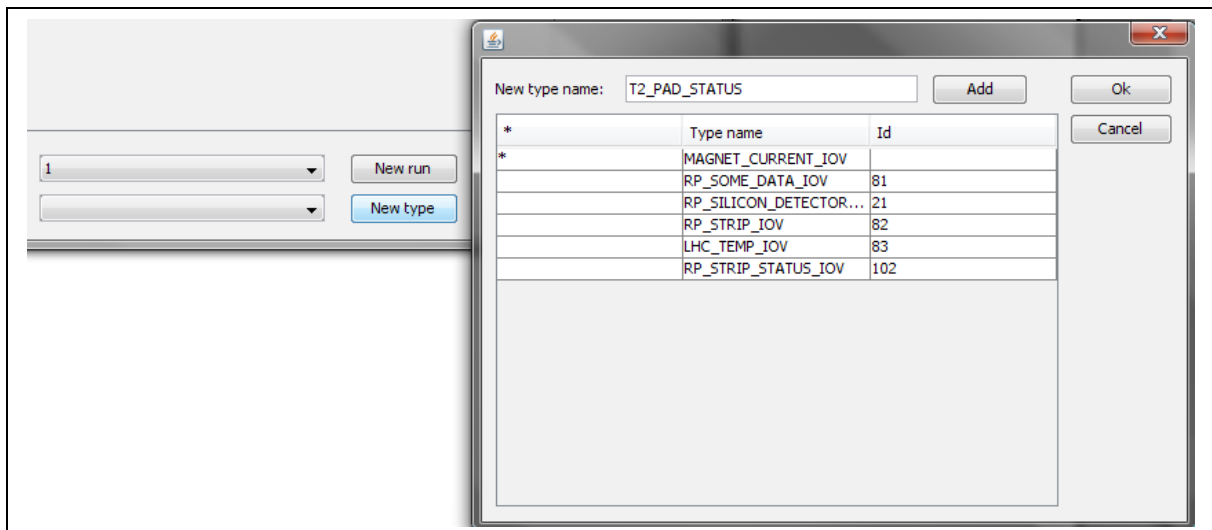 New type name: T2_PAD_STATUS Add Ok
Cancel
* Type name Id
* MAGNET_CURRENT_IOV
RP_SOME_DATA_IOV 81
RP_SILICON_DETECTOR... 21
RP_STRIP_IOV 82
LHC_TEMP_IOV 83
RP_STRIP_STATUS_IOV 102
1 New run
New type